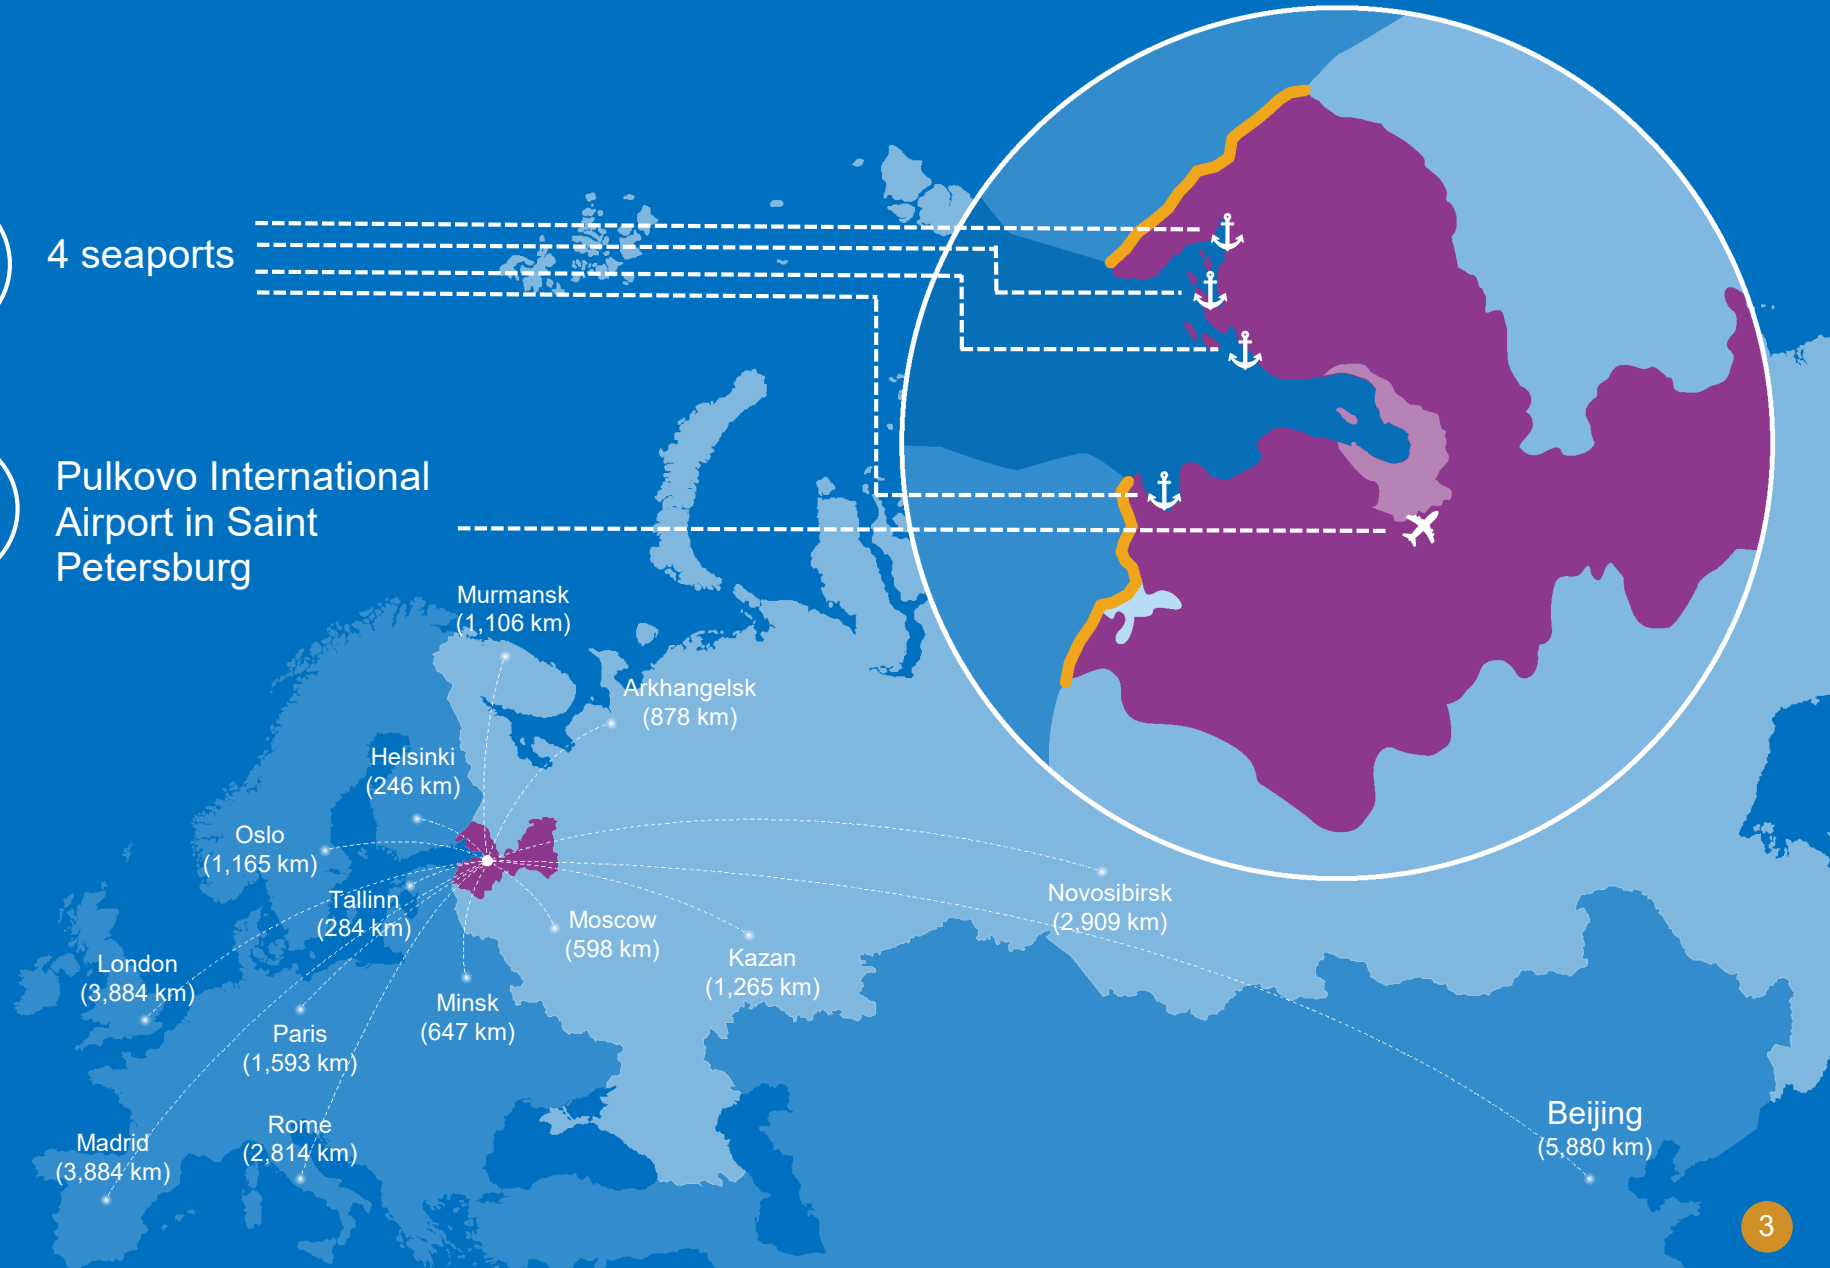 4 seaports
Pulkovo International
Airport in Saint
Petersburg
Murmansk
(1,106 km)
Arkhangelsk
(878 km)
Helsinki
(246 km)
Oslo
(1,165 km)
Tallinn
(284 km)
Moscow
(598 km)
Novosibirsk
(2,909 km)
Kazan
(1,265 km)
London
(3,884 km)
Minsk
(647 km)
Paris
(1,593 km)
Rome
(2,814 km)
Madrid
(3,884 km)
Beijing
(5,880 km)
3